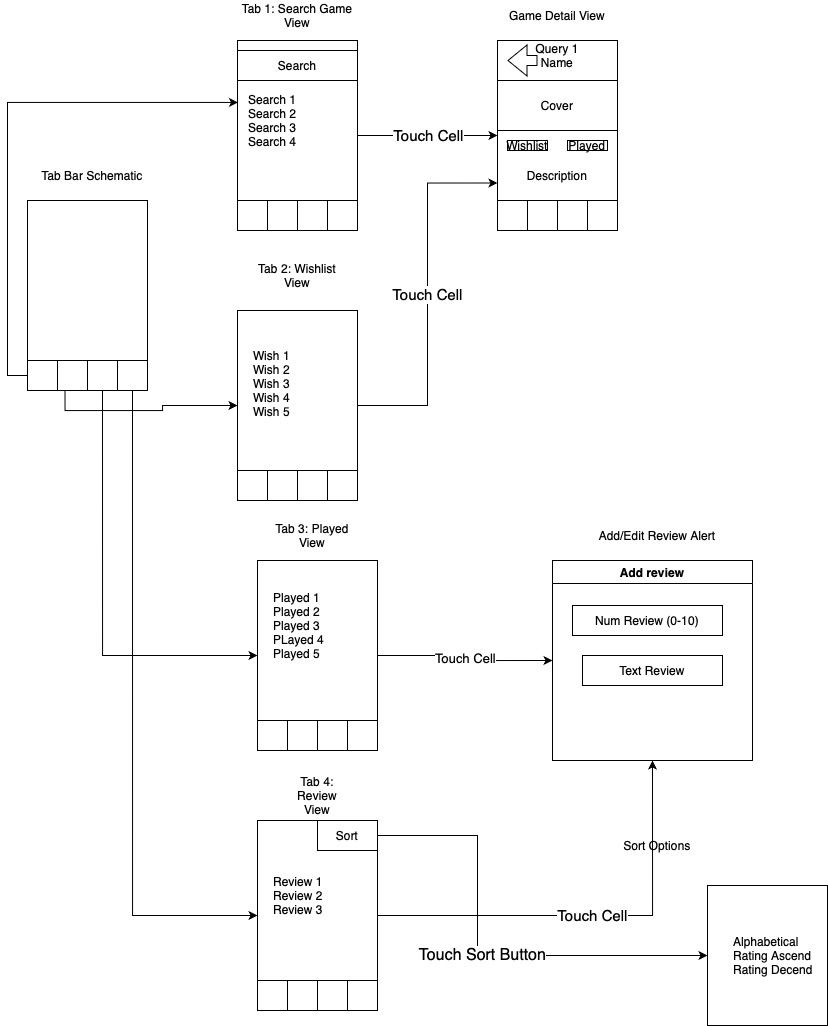 Tab 1: Search Game
View
Game Detail View
Search
Query 1
Name
Search 1
Search 2
Search 3
Search 4
Cover
Touch Cell
Wishlist
Played
Description
Tab Bar Schematic
Tab 2: Wishlist
View
Touch Cell
Wish 1
Wish 2
Wish 3
Wish 4
Wish 5
Tab 3: Played
View
Add/Edit Review Alert
Add review
Played 1
Played 2
Played 3
PLayed 4
Played 5
Num Review (0-10)
Touch Cell
Text Review
Tab 4:
Review
View
Sort
Sort Options
Review 1
Review 2
Review 3
Touch Cell
Touch Sort Button
Alphabetical
Rating Ascend
Rating Decend